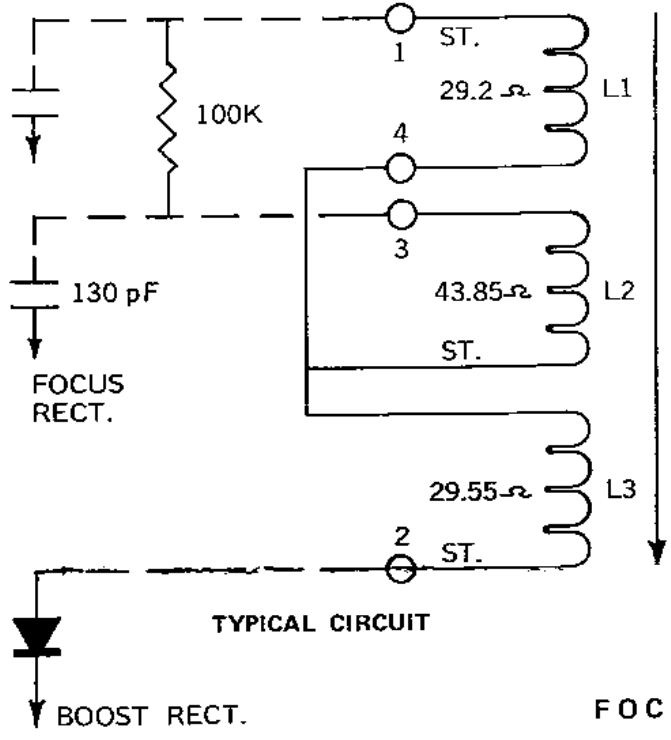 1
ST.
29.2 Ω
L1
100K
4
3
130 pF
43.85 Ω
L2
ST.
FOCUS
RECT.
29.55 Ω
L3
2
ST.
TYPICAL CIRCUIT
BOOST RECT.
FOC